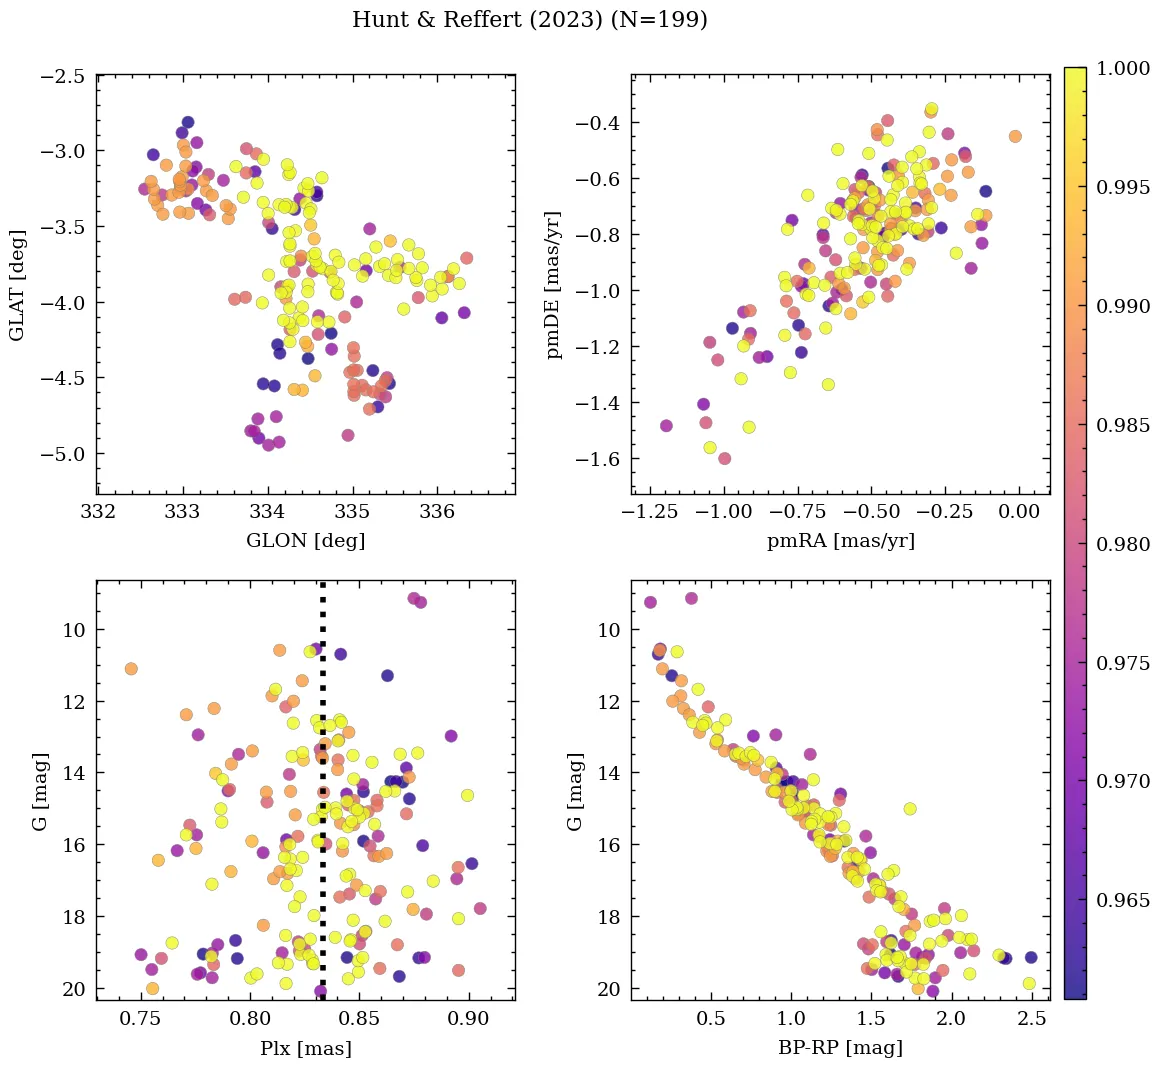 Hunt & Reffert (2023) (N=199)
−2.5
−3.0
−3.5
−4.0
−4.5
−5.0
GLAT [deg]
332 333 334 335 336
GLON [deg]
−0.4
−0.6
−0.8
−1.0
−1.2
−1.4
−1.6
pmDE [mas/yr]
−1.25 −1.00 −0.75 −0.50 −0.25 0.00
pmRA [mas/yr]
10
12
14
16
18
20
G [mag]
0.75 0.80 0.85 0.90
Plx [mas]
10
12
14
16
18
20
G [mag]
0.5 1.0 1.5 2.0 2.5
BP-RP [mag]
1.000
0.995
0.990
0.985
0.980
0.975
0.970
0.965